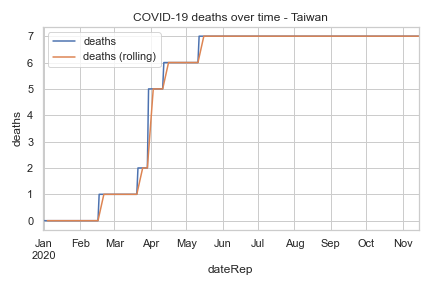 COVID-19 deaths over time - Taiwan
deaths
deaths (rolling)
7
6
5
4
3
2
1
0
deaths
Jan Feb Mar Apr May Jun Jul Aug Sep Oct Nov
2020
dateRep